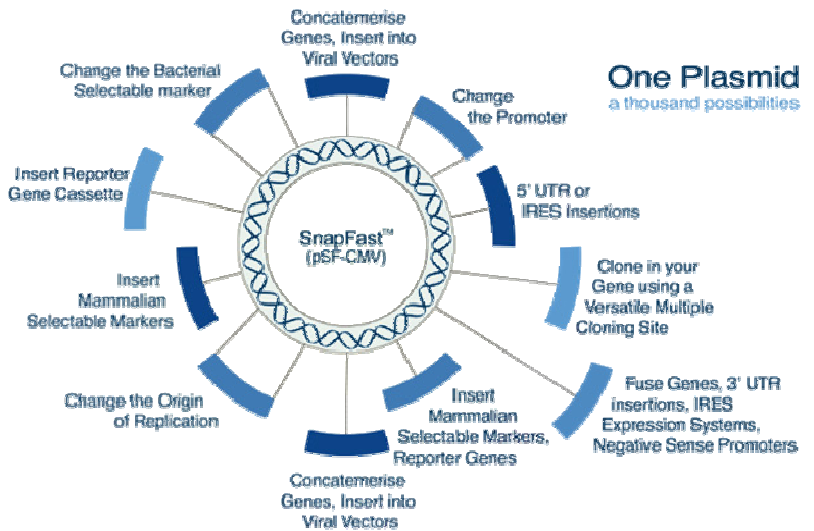 Concatemerise
Genes, Insert into
Viral Vectors
One Plasmid
a thousand possibilities
Change the Bacterial
Selectable marker
Change
the Promoter
Insert Reporter
Gene Cassette
5' UTR or
IRES Insertions
SnapFast™
(pSF-CMV)
Insert
Mammalian
Selectable Markers
Clone in your
Gene using a
Versatile Multiple
Cloning Site
Change the Origin
of Replication
Insert
Mammalian
Selectable Markers,
Reporter Genes
Fuse Genes, 3' UTR
insertions, IRES
Expression Systems,
Negative Sense Promoters
Concatemerise
Genes, Insert into
Viral Vectors